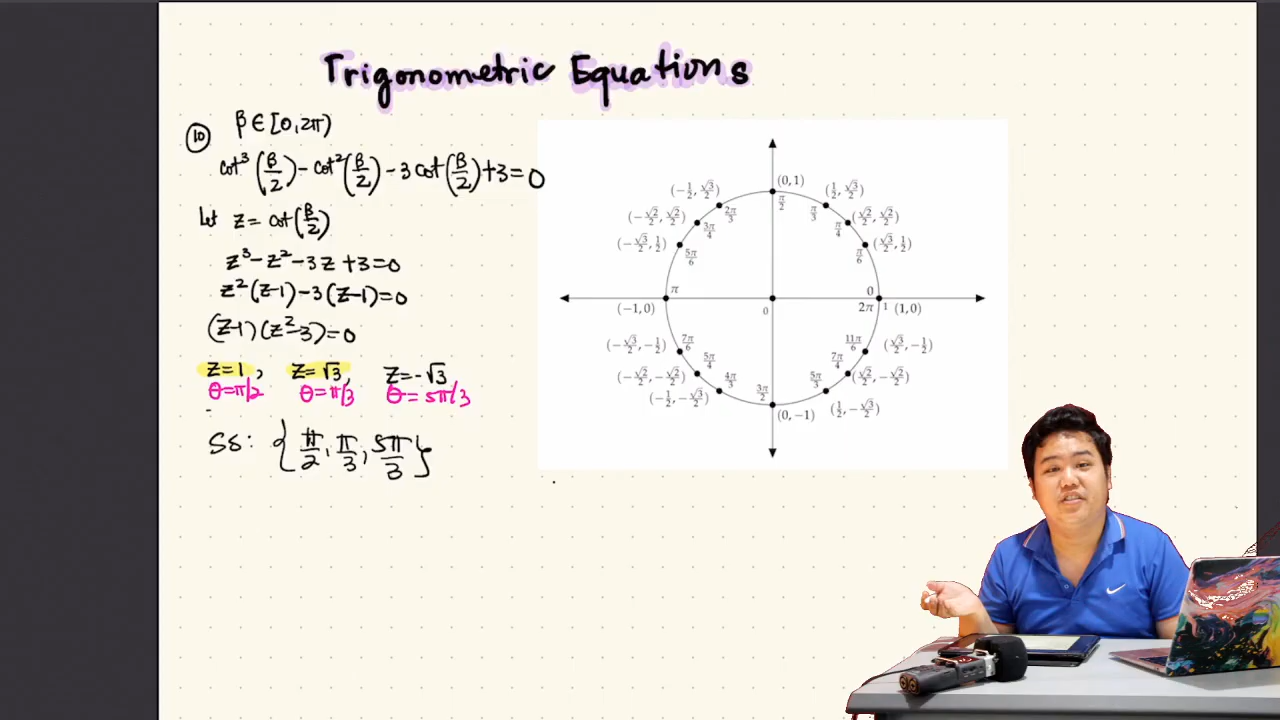 Trigonometric Equations
⑩ β ∈ [0, 2π)
cot³(β/2) − cot²(β/2) − 3 cot(β/2) + 3 = 0
Let z = cot(β/2)
z³ − z² − 3z + 3 = 0
z²(z−1) − 3(z−1) = 0
(z−1)(z²−3) = 0
z = 1, z = √3, z = −√3
θ = π/2 θ = π/3 θ = 5π/3
SS: {π/2, π/3, 5π/3}
(0, 1)
π/2
(−1/2, √3/2) 2π/3
π/3 (1/2, √3/2)
(−√2/2, √2/2) 3π/4
π/4 (√2/2, √2/2)
(−√3/2, 1/2) 5π/6
π/6 (√3/2, 1/2)
π 0
(−1, 0) 0 2π 1 (1, 0)
(−√3/2, −1/2) 7π/6
11π/6 (√3/2, −1/2)
(−√2/2, −√2/2) 5π/4
7π/4 (√2/2, −√2/2)
(−1/2, −√3/2) 4π/3
3π/2
5π/3 (1/2, −√3/2)
(0, −1)